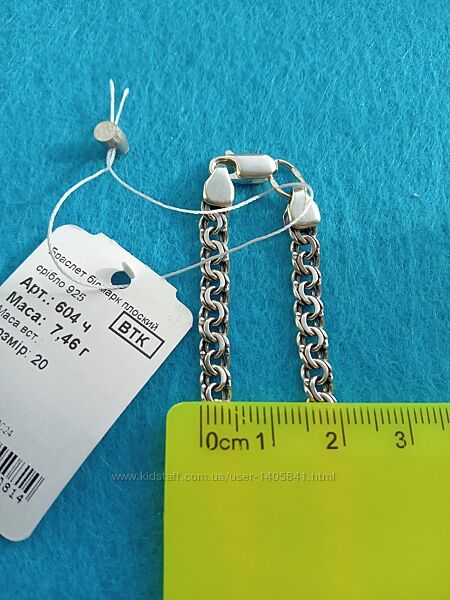 Браслет бісмарк плоский
срібло 925
Арт.: 604 ч
Маса: 7.46 г
Маса вст.
Розмір: 20
ВТК
0cm 1 2 3
www.kidstaff.com.ua/user-1405841.html